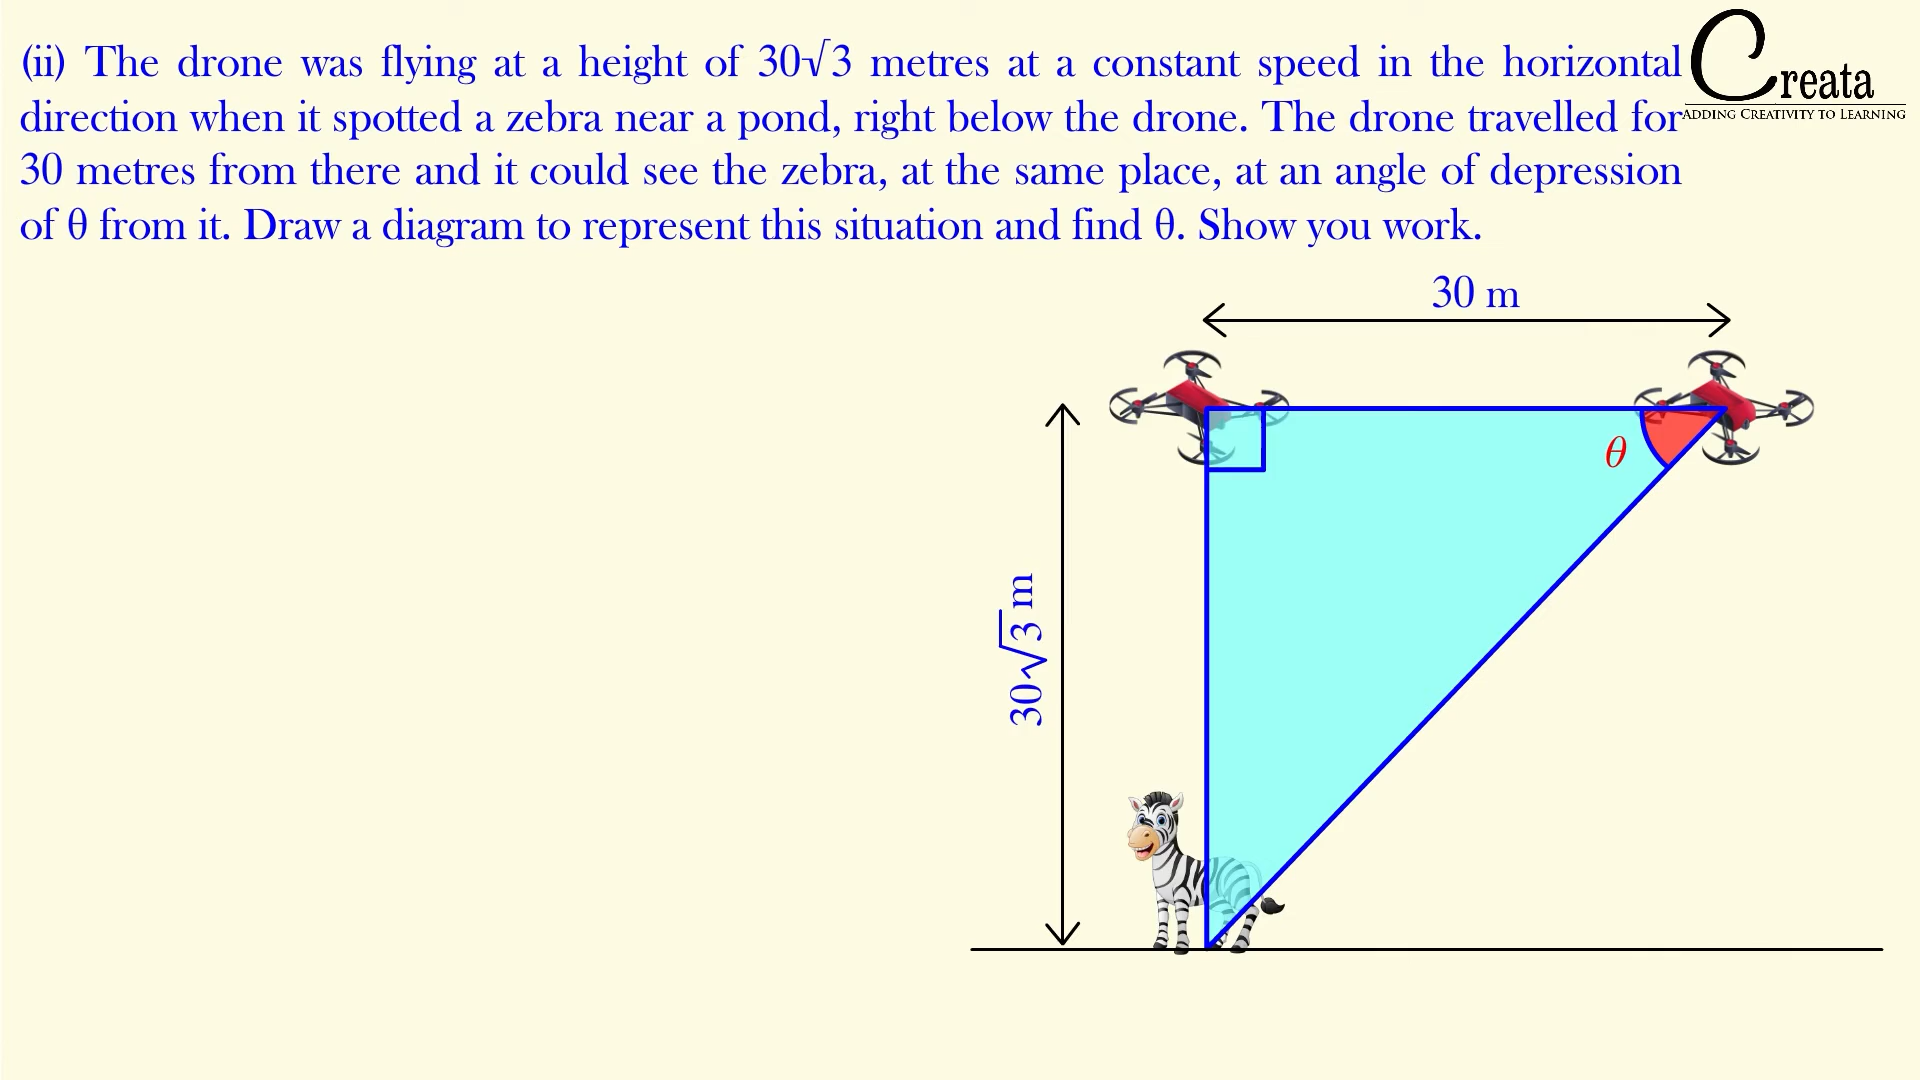 (ii) The drone was flying at a height of 30√3 metres at a constant speed in the horizontal
direction when it spotted a zebra near a pond, right below the drone. The drone travelled for
30 metres from there and it could see the zebra, at the same place, at an angle of depression
of θ from it. Draw a diagram to represent this situation and find θ. Show you work.
Creata
ADDING CREATIVITY TO LEARNING
30 m
θ
30√3 m